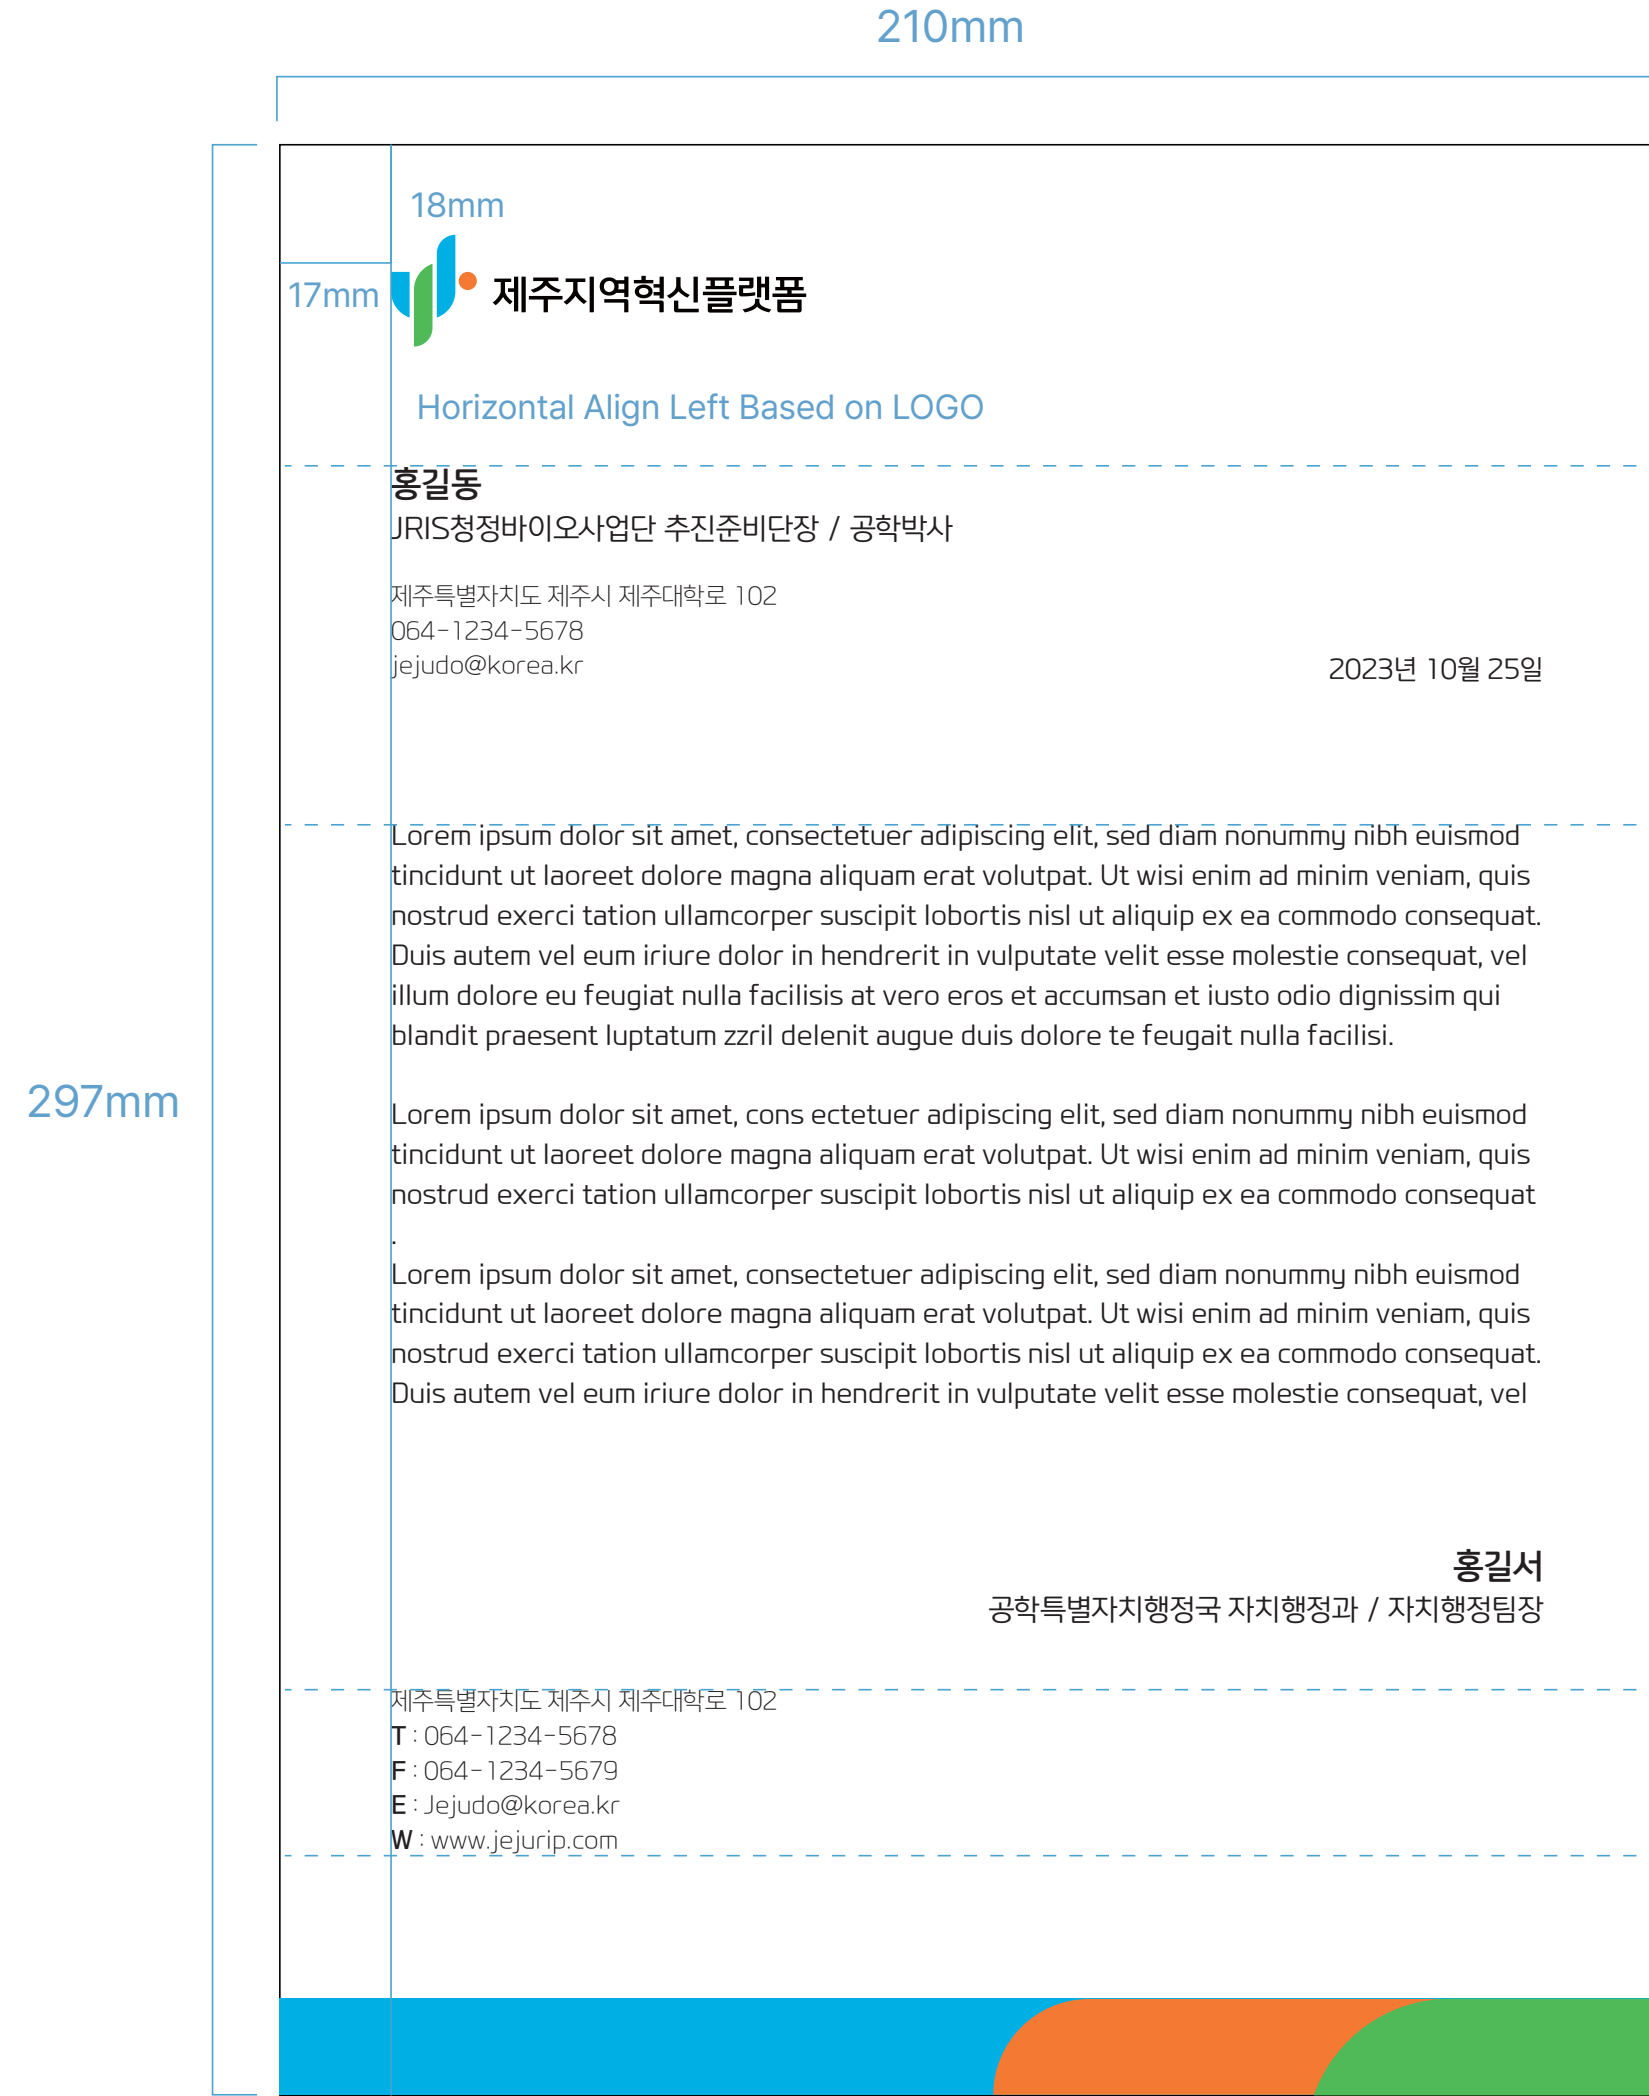 210mm
18mm
17mm
제주지역혁신플랫폼
Horizontal Align Left Based on LOGO
홍길동
JRIS청정바이오사업단 추진준비단장 / 공학박사
제주특별자치도 제주시 제주대학로 102
064-1234-5678
jejudo@korea.kr
2023년 10월 25일
Lorem ipsum dolor sit amet, consectetuer adipiscing elit, sed diam nonummy nibh euismod
tincidunt ut laoreet dolore magna aliquam erat volutpat. Ut wisi enim ad minim veniam, quis
nostrud exerci tation ullamcorper suscipit lobortis nisl ut aliquip ex ea commodo consequat.
Duis autem vel eum iriure dolor in hendrerit in vulputate velit esse molestie consequat, vel
illum dolore eu feugiat nulla facilisis at vero eros et accumsan et iusto odio dignissim qui
blandit praesent luptatum zzril delenit augue duis dolore te feugait nulla facilisi.
297mm
Lorem ipsum dolor sit amet, cons ectetuer adipiscing elit, sed diam nonummy nibh euismod
tincidunt ut laoreet dolore magna aliquam erat volutpat. Ut wisi enim ad minim veniam, quis
nostrud exerci tation ullamcorper suscipit lobortis nisl ut aliquip ex ea commodo consequat
.
Lorem ipsum dolor sit amet, consectetuer adipiscing elit, sed diam nonummy nibh euismod
tincidunt ut laoreet dolore magna aliquam erat volutpat. Ut wisi enim ad minim veniam, quis
nostrud exerci tation ullamcorper suscipit lobortis nisl ut aliquip ex ea commodo consequat.
Duis autem vel eum iriure dolor in hendrerit in vulputate velit esse molestie consequat, vel
홍길서
공학특별자치행정국 자치행정과 / 자치행정팀장
제주특별자치도 제주시 제주대학로 102
T : 064-1234-5678
F : 064-1234-5679
E : Jejudo@korea.kr
W : www.jejurip.com